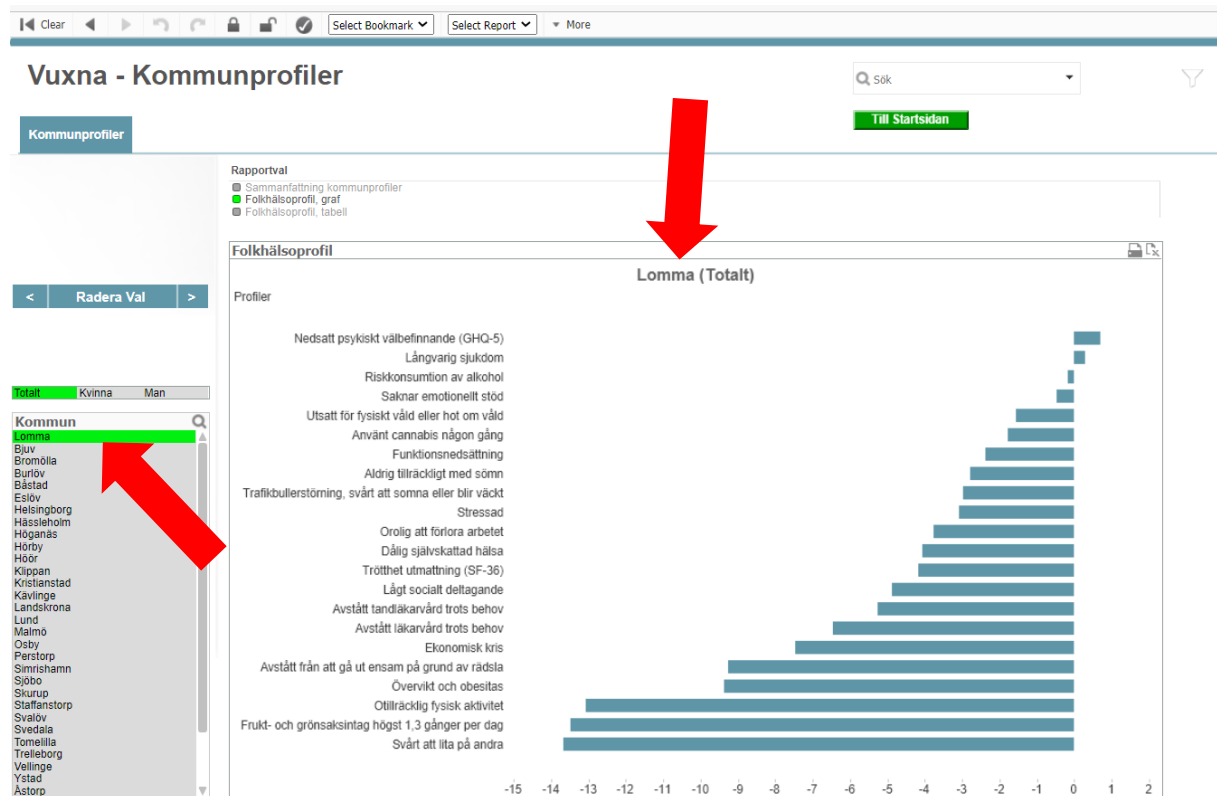 Clear
Select Bookmark
Select Report
More
Vuxna - Kommunprofiler
Sök
Till Startsidan
Kommunprofiler
Rapportval
Sammanfattning kommunprofiler
Folkhälsoprofil, graf
Folkhälsoprofil, tabell
Folkhälsoprofil
Lomma (Totalt)
< Radera Val >
Profiler
Totalt Kvinna Man
Kommun
Lomma
Bjuv
Bromölla
Burlöv
Båstad
Eslöv
Helsingborg
Hässleholm
Höganäs
Hörby
Höör
Klippan
Kristianstad
Kävlinge
Landskrona
Lund
Malmö
Osby
Perstorp
Simrishamn
Sjöbo
Skurup
Staffanstorp
Svalöv
Svedala
Tomelilla
Trelleborg
Vellinge
Ystad
Åstorp
Nedsatt psykiskt välbefinnande (GHQ-5)
Långvarig sjukdom
Riskkonsumtion av alkohol
Saknar emotionellt stöd
Utsatt för fysiskt våld eller hot om våld
Använt cannabis någon gång
Funktionsnedsättning
Aldrig tillräckligt med sömn
Trafikbullerstörning, svårt att somna eller blir väckt
Stressad
Orolig att förlora arbetet
Dålig självskattad hälsa
Trötthet utmattning (SF-36)
Lågt socialt deltagande
Avstått tandläkarvård trots behov
Avstått läkarvård trots behov
Ekonomisk kris
Avstått från att gå ut ensam på grund av rädsla
Övervikt och obesitas
Otillräcklig fysisk aktivitet
Frukt- och grönsaksintag högst 1,3 gånger per dag
Svårt att lita på andra
-15 -14 -13 -12 -11 -10 -9 -8 -7 -6 -5 -4 -3 -2 -1 0 1 2